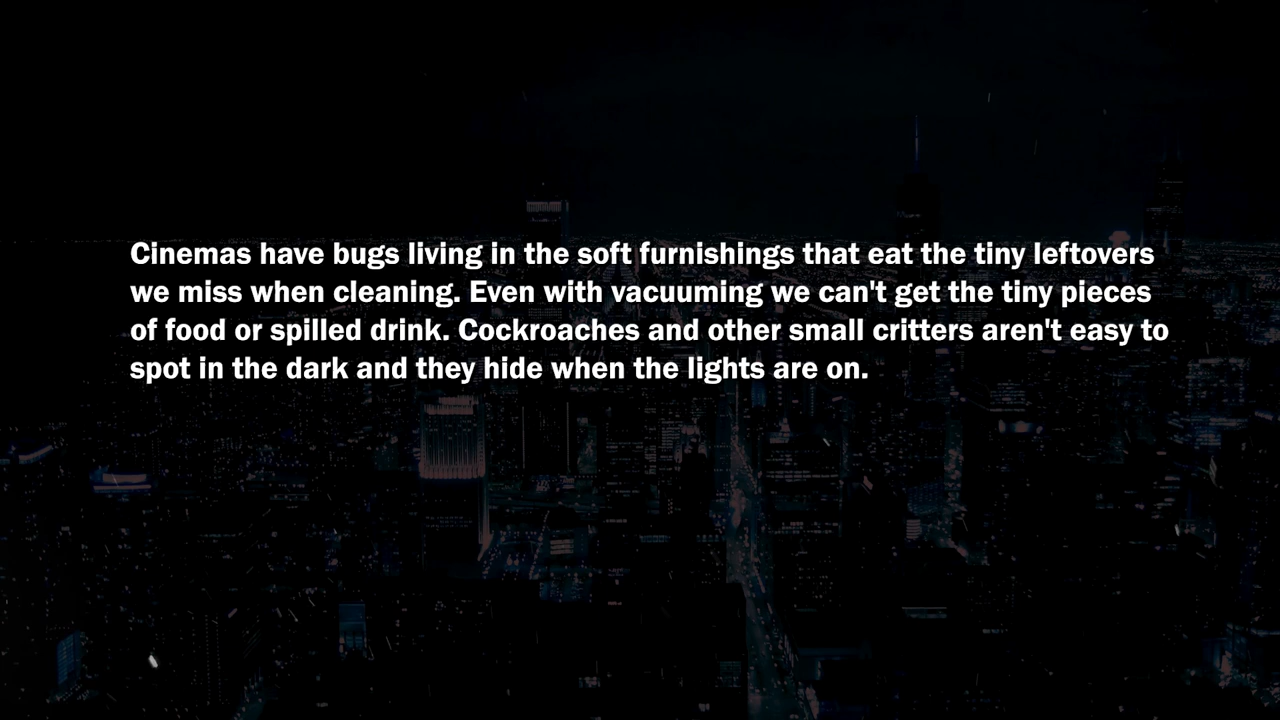 Cinemas have bugs living in the soft furnishings that eat the tiny leftovers
we miss when cleaning. Even with vacuuming we can't get the tiny pieces
of food or spilled drink. Cockroaches and other small critters aren't easy to
spot in the dark and they hide when the lights are on.